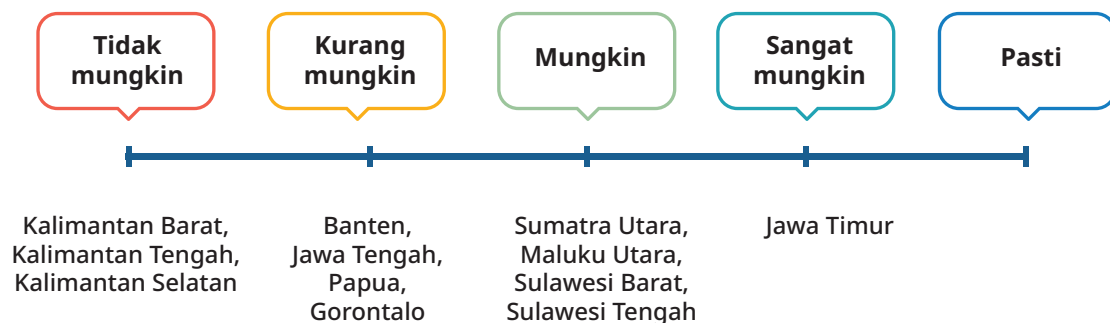 Tidak
mungkin
Kurang
mungkin
Mungkin
Sangat
mungkin
Pasti
Kalimantan Barat,
Kalimantan Tengah,
Kalimantan Selatan
Banten,
Jawa Tengah,
Papua,
Gorontalo
Sumatra Utara,
Maluku Utara,
Sulawesi Barat,
Sulawesi Tengah
Jawa Timur